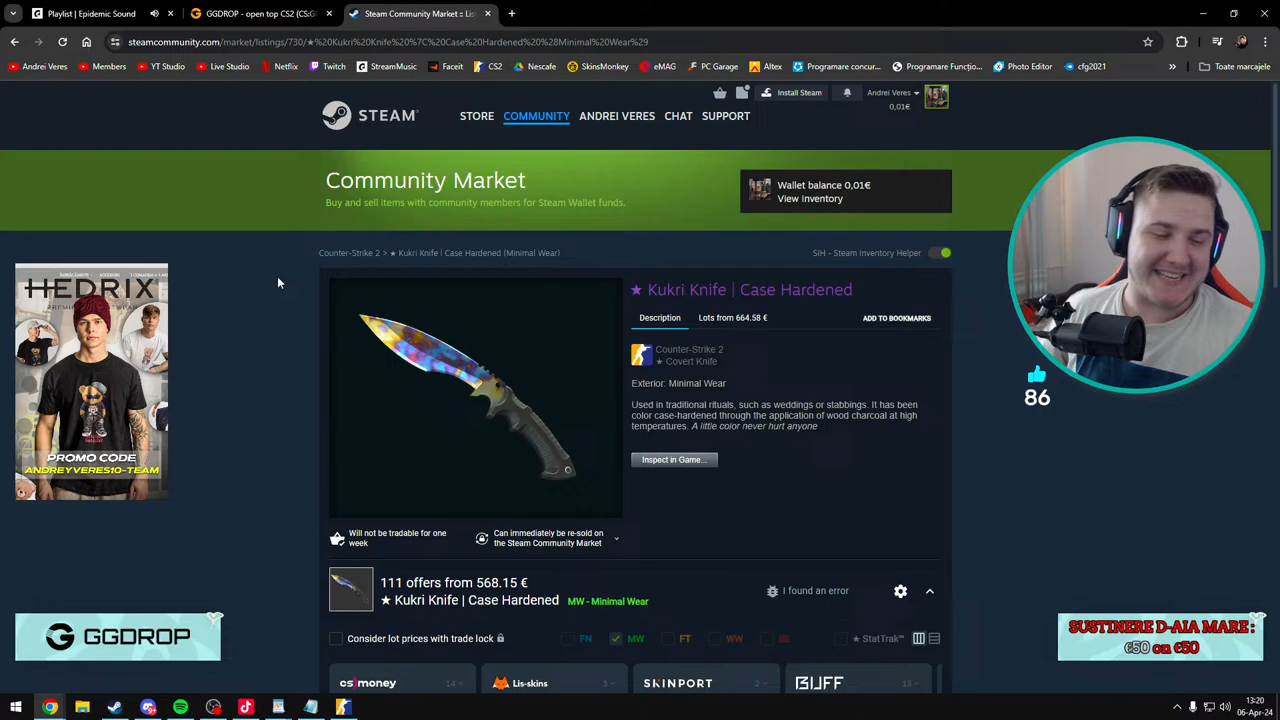 Playlist | Epidemic Sound
GGDROP - open top CS2 (CS:G
Steam Community Market :: Lis
steamcommunity.com/market/listings/730/★%20Kukri%20Knife%20%7C%20Case%20Hardened%20%28Minimal%20Wear%29
Andrei Veres
Members
YT Studio
Live Studio
Netflix
Twitch
StreamMusic
Faceit
CS2
Nescafe
SkinsMonkey
eMAG
PC Garage
Altex
Programare concur...
Programare Funcțio...
Photo Editor
cfg2021
Toate marcajele
Install Steam
Andrei Veres
0,01€
STEAM
STORE
COMMUNITY
ANDREI VERES
CHAT
SUPPORT
Community Market
Buy and sell items with community members for Steam Wallet funds.
Wallet balance 0,01€
View Inventory
Counter-Strike 2 > ★ Kukri Knife | Case Hardened (Minimal Wear)
SIH - Steam Inventory Helper
★ Kukri Knife | Case Hardened
Description
Lots from 664.58 €
ADD TO BOOKMARKS
Counter-Strike 2
★ Covert Knife
Exterior: Minimal Wear
Used in traditional rituals, such as weddings or stabbings. It has been
color case-hardened through the application of wood charcoal at high
temperatures. A little color never hurt anyone
Inspect in Game...
HEDRIX
PROMO CODE
ANDREYVERES10-TEAM
86
Will not be tradable for one
week
Can immediately be re-sold on
the Steam Community Market
111 offers from 568.15 €
★ Kukri Knife | Case Hardened
MW - Minimal Wear
I found an error
Consider lot prices with trade lock
FN
MW
FT
WW
★ StatTrak™
cs.money
14
Lis-skins
3
SKINPORT
2
BUFF
13
GGDROP
SUSTINERE D-AIA MARE :
€50 on €50
13:20
06-Apr-24